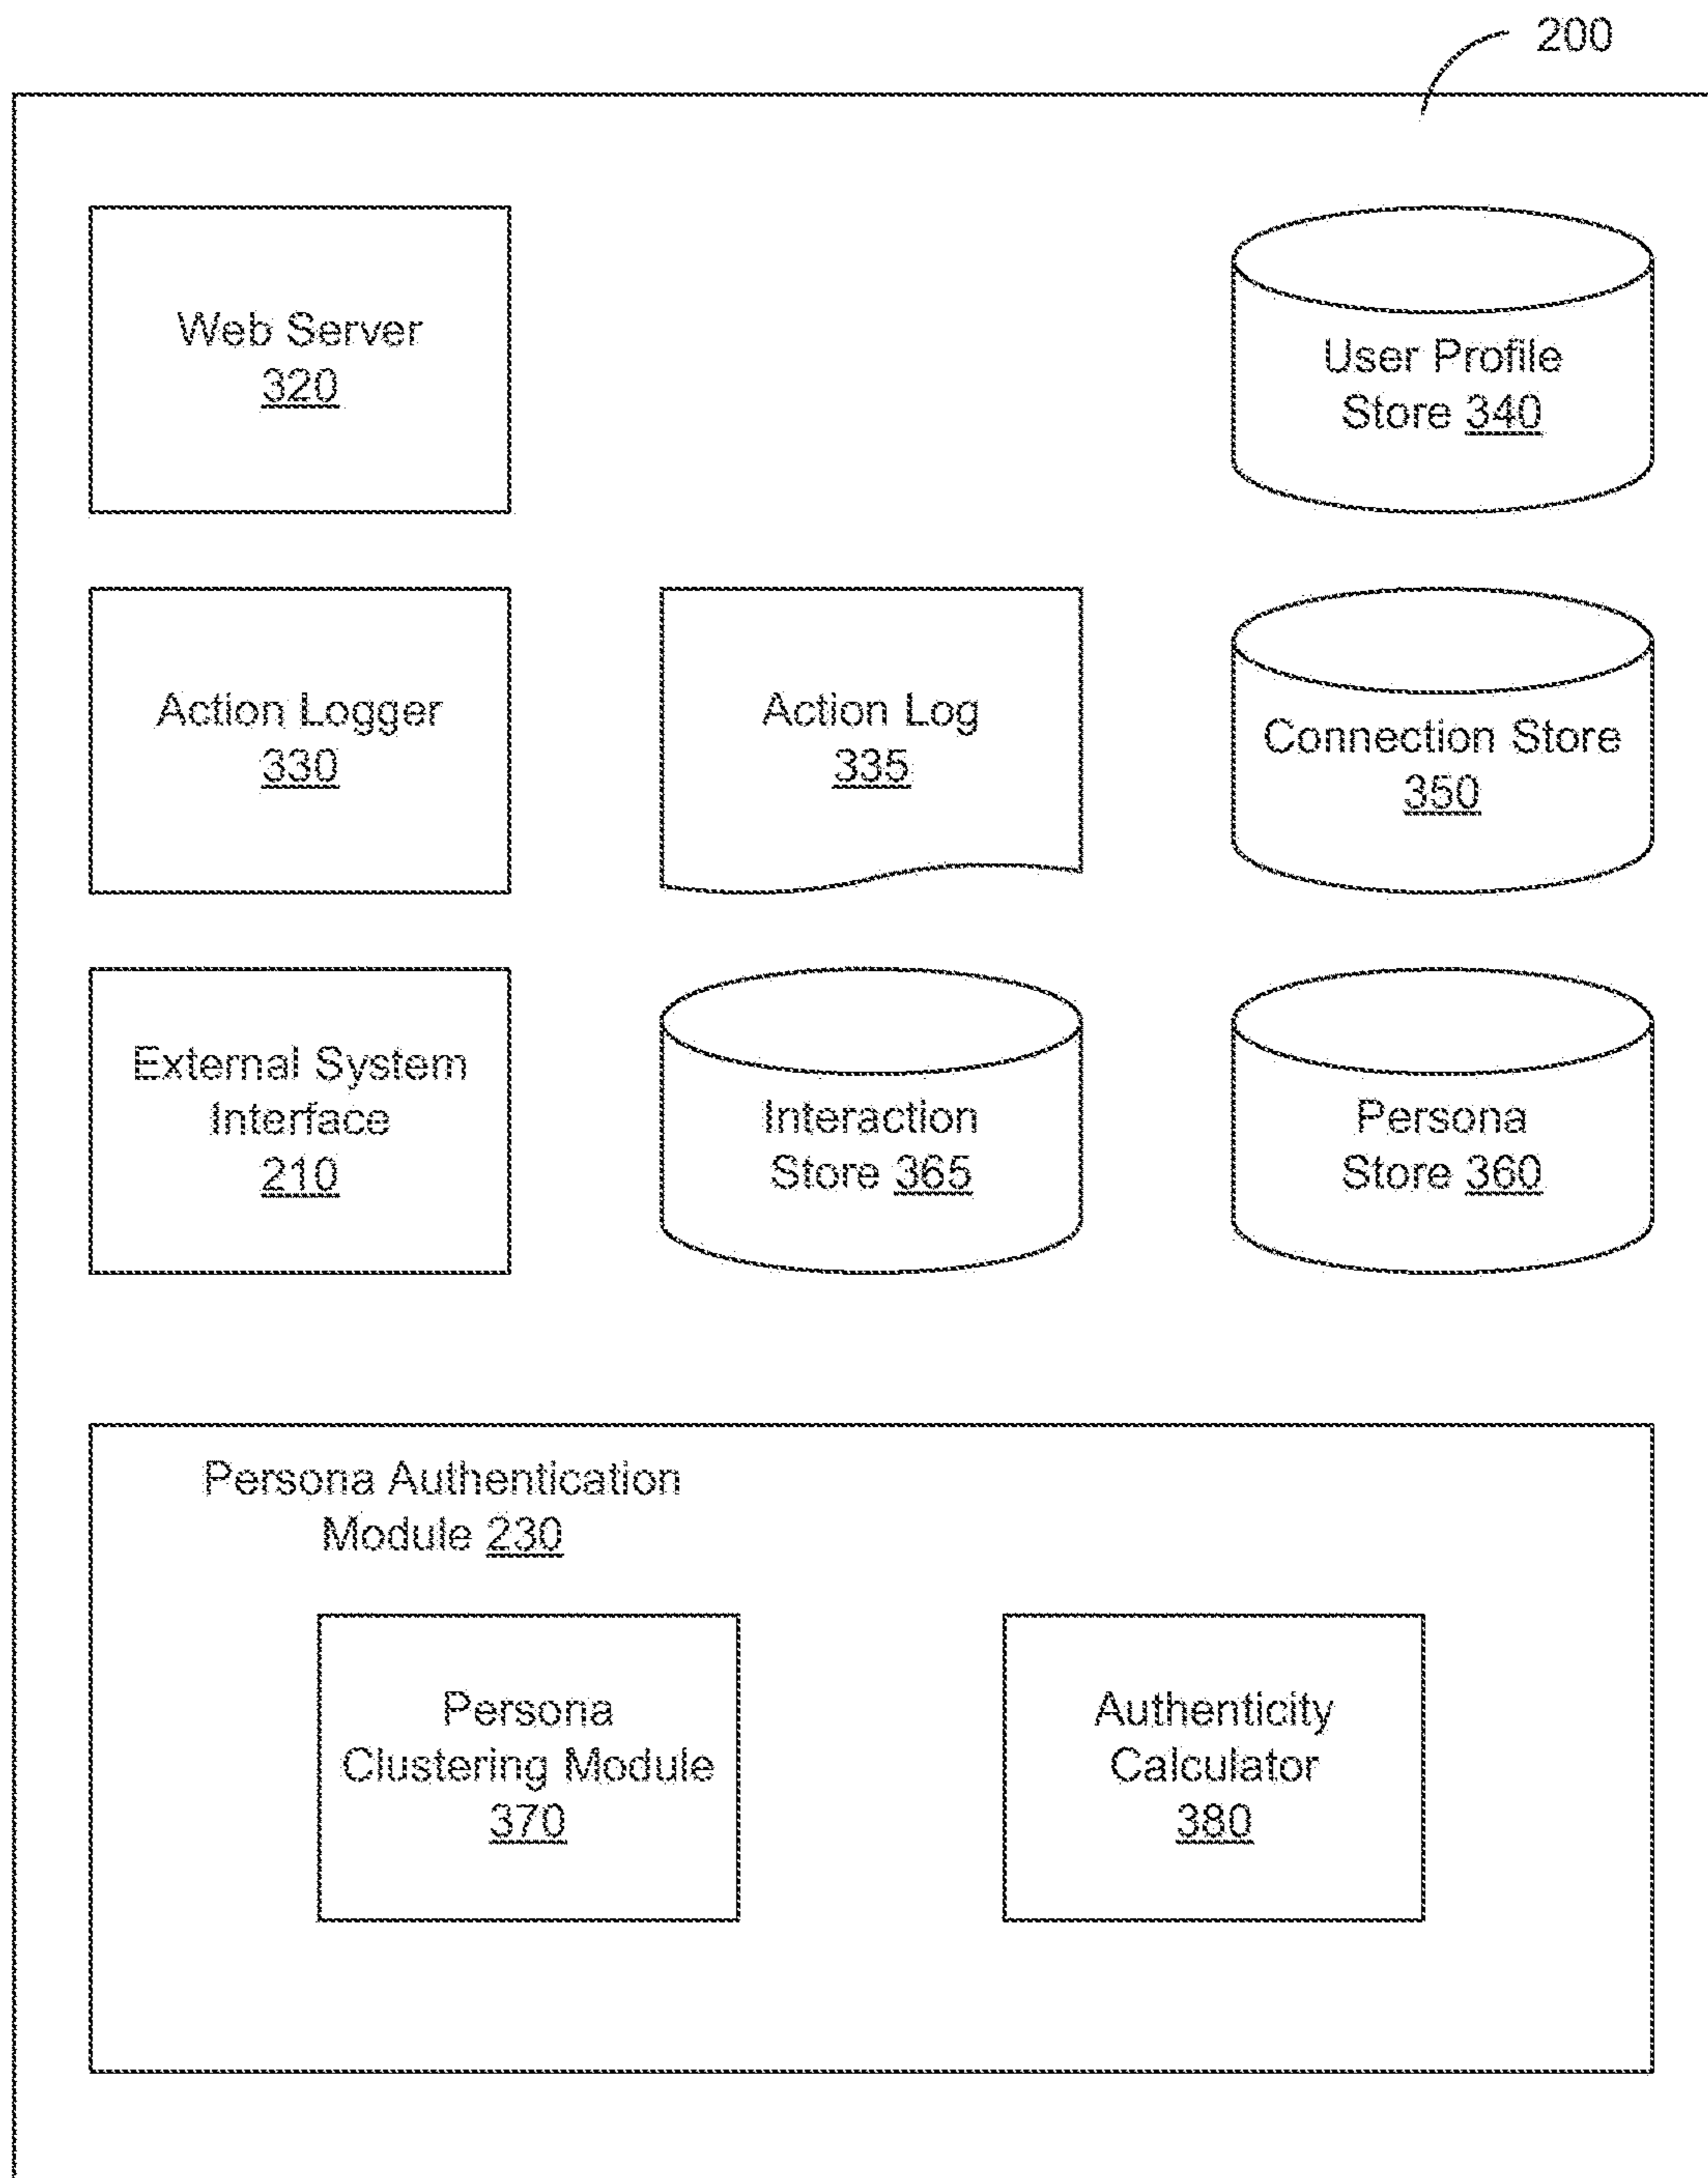 200
Web Server
320
User Profile
Store 340
Action Logger
330
Action Log
335
Connection Store
350
External System
Interface
210
Interaction
Store 365
Persona
Store 360
Persona Authentication
Module 230
Persona
Clustering Module
370
Authenticity
Calculator
380